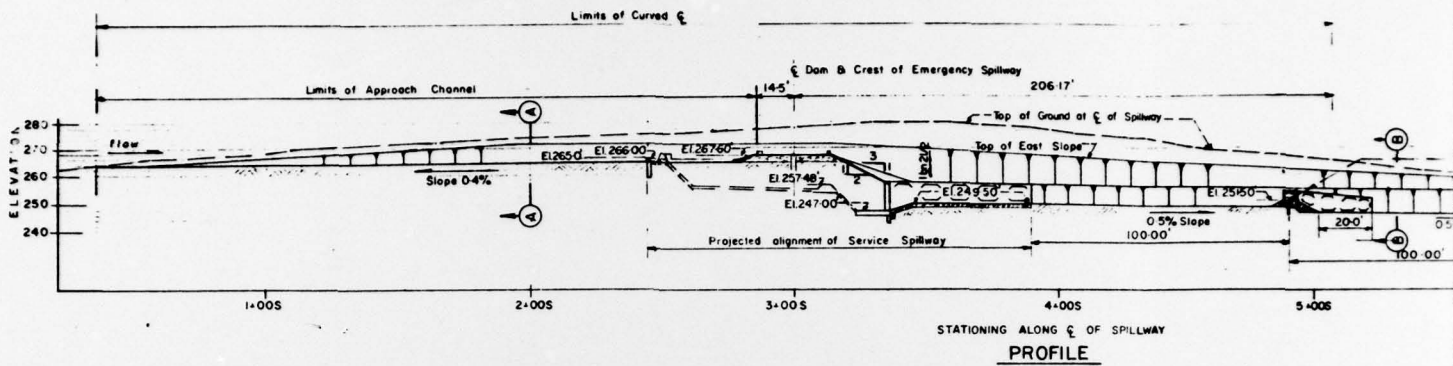 Limits of Curved ℄
℄ Dam & Crest of Emergency Spillway
Limits of Approach Channel
14·5'
206·17'
ELEVATION
280
270
260
250
240
flow
Top of Ground at ℄ of Spillway
Top of East Slope
El.265.0'
El.266.00'
El.267.60'
Slope 0·4%
A
A
El.257.48'
El.247.00'
3
1
1
2
El.249.50'
El.251.50
B
B
0·5% Slope
20·0'
0·5
Projected alignment of Service Spillway
100·00'
100·00'
1+00S
2+00S
3+00S
4+00S
5+00S
STATIONING ALONG ℄ OF SPILLWAY
PROFILE